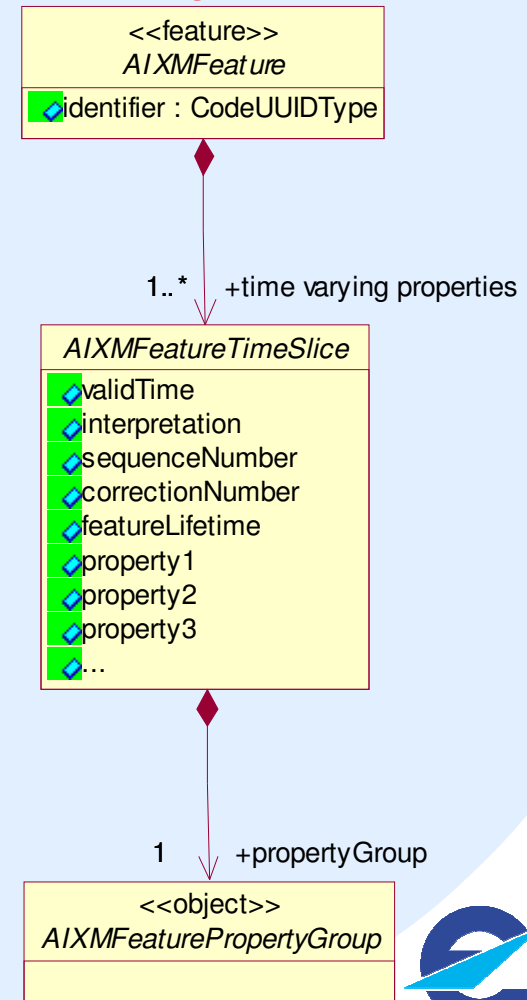 <<feature>>
AIXMFeature
identifier : CodeUUIDType
1..* +time varying properties
AIXMFeatureTimeSlice
validTime
interpretation
sequenceNumber
correctionNumber
featureLifetime
property1
property2
property3
...
1 +propertyGroup
<<object>>
AIXMFeaturePropertyGroup